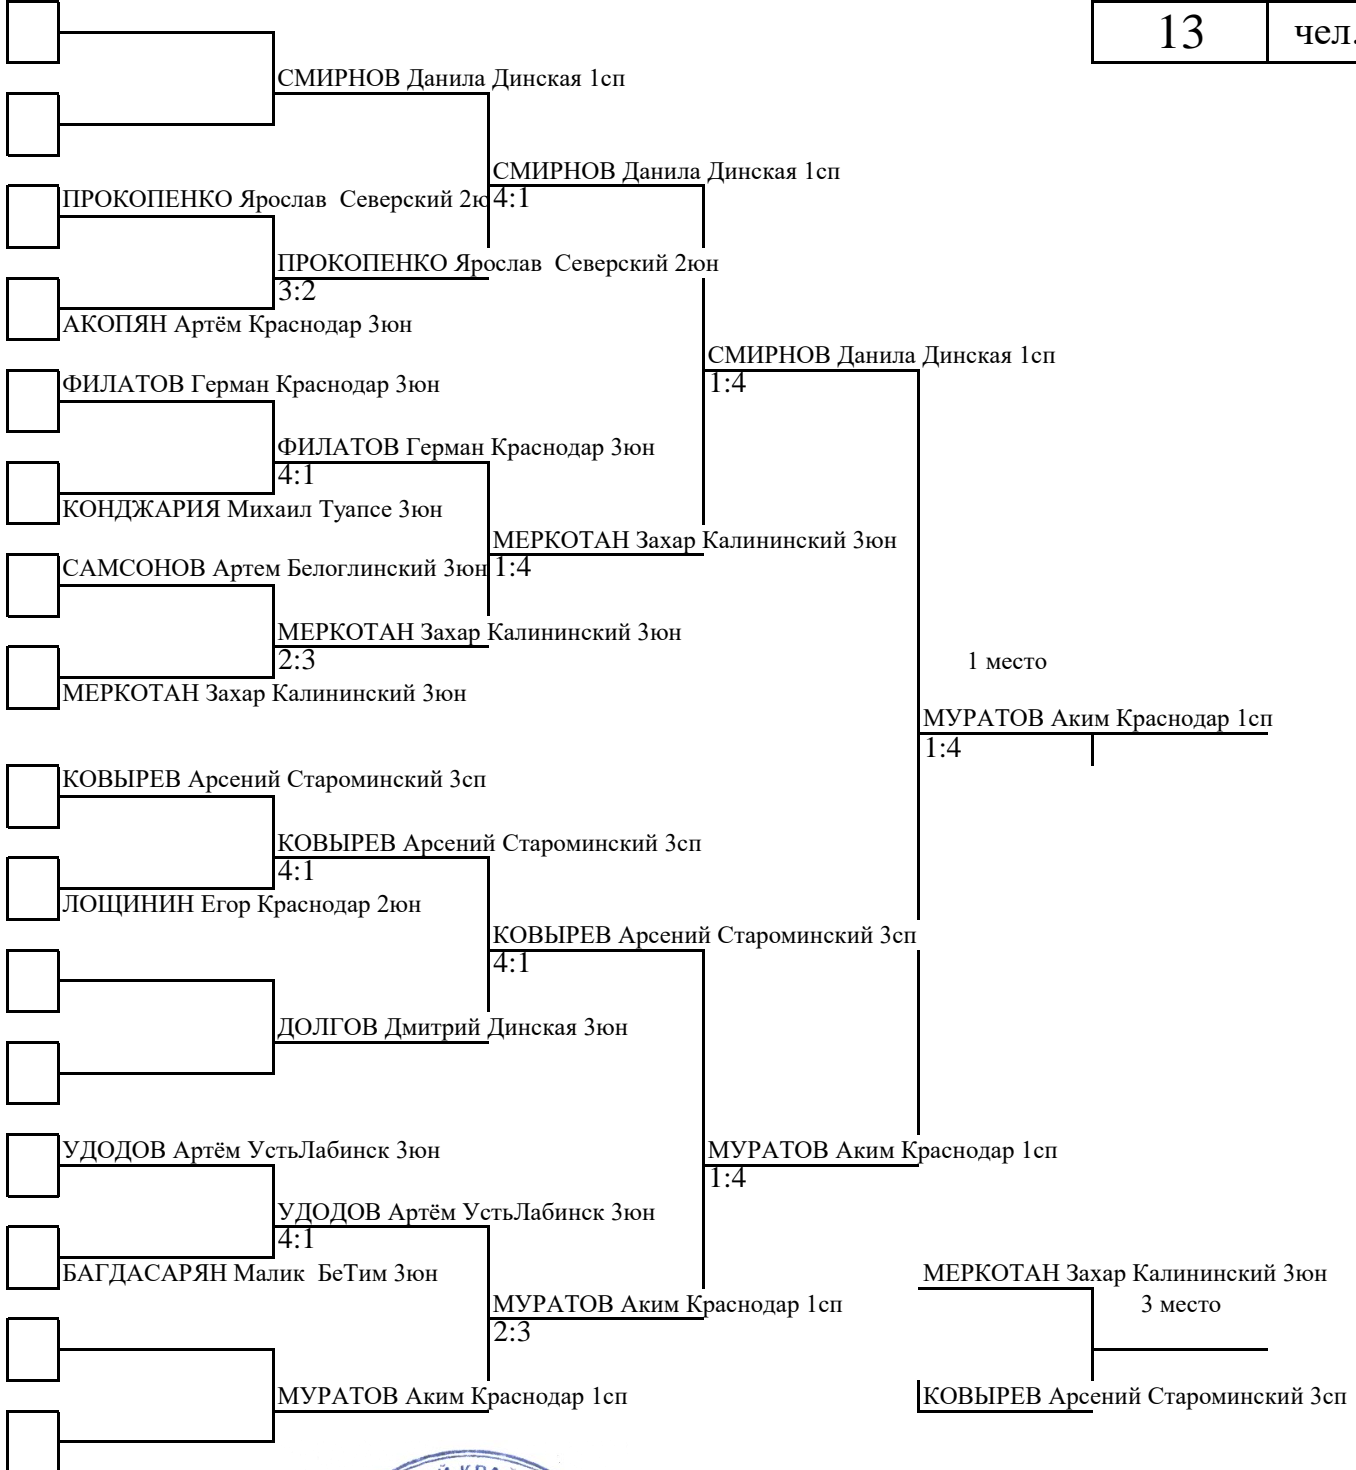 13 чел.
СМИРНОВ Данила Динская 1сп
СМИРНОВ Данила Динская 1сп
ПРОКОПЕНКО Ярослав Северский 2ю 4:1
ПРОКОПЕНКО Ярослав Северский 2юн
3:2
АКОПЯН Артём Краснодар 3юн
СМИРНОВ Данила Динская 1сп
ФИЛАТОВ Герман Краснодар 3юн 1:4
ФИЛАТОВ Герман Краснодар 3юн
4:1
КОНДЖАРИЯ Михаил Туапсе 3юн
МЕРКОТАН Захар Калининский 3юн
САМСОНОВ Артем Белоглинский 3юн 1:4
МЕРКОТАН Захар Калининский 3юн
2:3 1 место
МЕРКОТАН Захар Калининский 3юн
МУРАТОВ Аким Краснодар 1сп
1:4
КОВЫРЕВ Арсений Староминский 3сп
КОВЫРЕВ Арсений Староминский 3сп
4:1
ЛОЩИНИН Егор Краснодар 2юн
КОВЫРЕВ Арсений Староминский 3сп
4:1
ДОЛГОВ Дмитрий Динская 3юн
УДОДОВ Артём УстьЛабинск 3юн МУРАТОВ Аким Краснодар 1сп
1:4
УДОДОВ Артём УстьЛабинск 3юн
4:1
БАГДАСАРЯН Малик БеТим 3юн МЕРКОТАН Захар Калининский 3юн
МУРАТОВ Аким Краснодар 1сп 3 место
2:3
МУРАТОВ Аким Краснодар 1сп КОВЫРЕВ Арсений Староминский 3сп